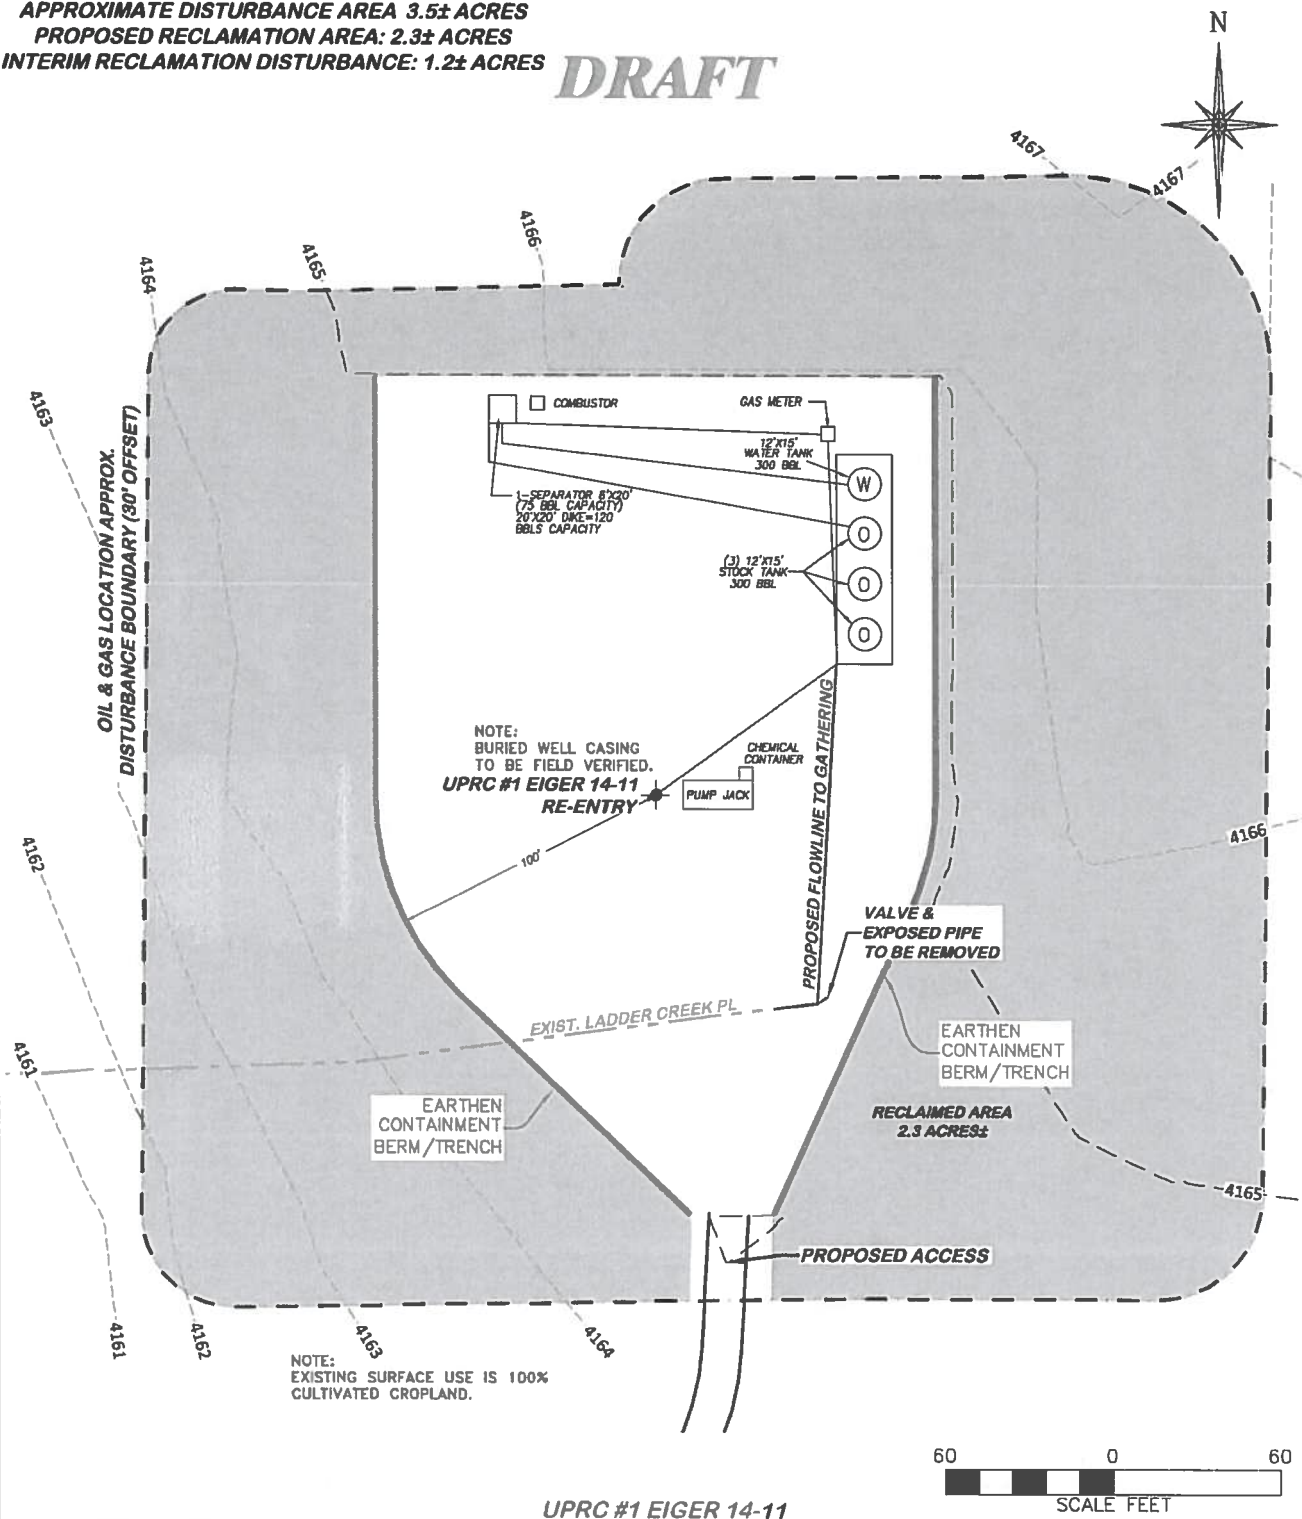 APPROXIMATE DISTURBANCE AREA 3.5± ACRES
PROPOSED RECLAMATION AREA: 2.3± ACRES
INTERIM RECLAMATION DISTURBANCE: 1.2± ACRES
DRAFT
N
4167
4167
4166
4165
4164
4163
OIL & GAS LOCATION APPROX.
DISTURBANCE BOUNDARY (30' OFFSET)
COMBUSTOR
GAS METER
12'X15'
WATER TANK
300 BBL
W
1-SEPARATOR 8'X20'
(75 BBL CAPACITY)
20'X20' DIKE=120
BBLS CAPACITY
O
(3) 12'X15'
STOCK TANK
300 BBL
O
O
NOTE:
BURIED WELL CASING
TO BE FIELD VERIFIED.
UPRC #1 EIGER 14-11
RE-ENTRY
CHEMICAL
CONTAINER
PUMP JACK
PROPOSED FLOWLINE TO GATHERING
100'
4162
4166
VALVE &
EXPOSED PIPE
TO BE REMOVED
EXIST. LADDER CREEK PL
4161
EARTHEN
CONTAINMENT
BERM/TRENCH
EARTHEN
CONTAINMENT
BERM/TRENCH
RECLAIMED AREA
2.3 ACRES±
4165
PROPOSED ACCESS
4161
4162
4163
4164
NOTE:
EXISTING SURFACE USE IS 100%
CULTIVATED CROPLAND.
60 0 60
SCALE FEET
UPRC #1 EIGER 14-11